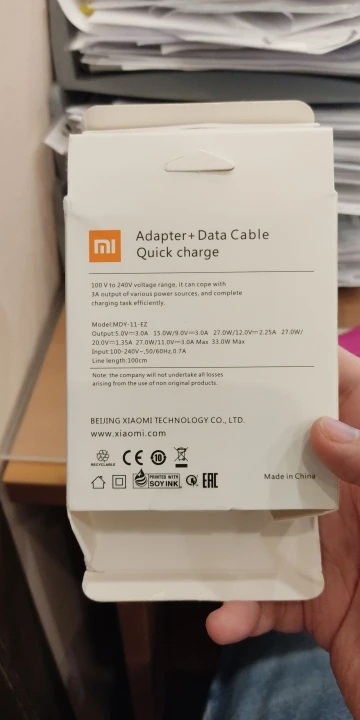 mi
Adapter+Data Cable
Quick charge
100 V to 240V voltage range, it can cope with
3A output of various power sources, and complete
charging task efficiently.
Model:MDY-11-EZ
Output:5.0V⎓3.0A 15.0W/9.0V⎓3.0A 27.0W/12.0V⎓2.25A 27.0W/
20.0V⎓1.35A 27.0W/11.0V⎓3.0A Max 33.0W Max
Input:100-240V~,50/60Hz,0.7A
Line length:100cm
Note: the company will not undertake all losses
arising from the use of non original products.
BEIJING XIAOMI TECHNOLOGY CO., LTD.
www.xiaomi.com
RECYCLABLE CE 10
PRINTED WITH
SOY INK EAC
Made in China